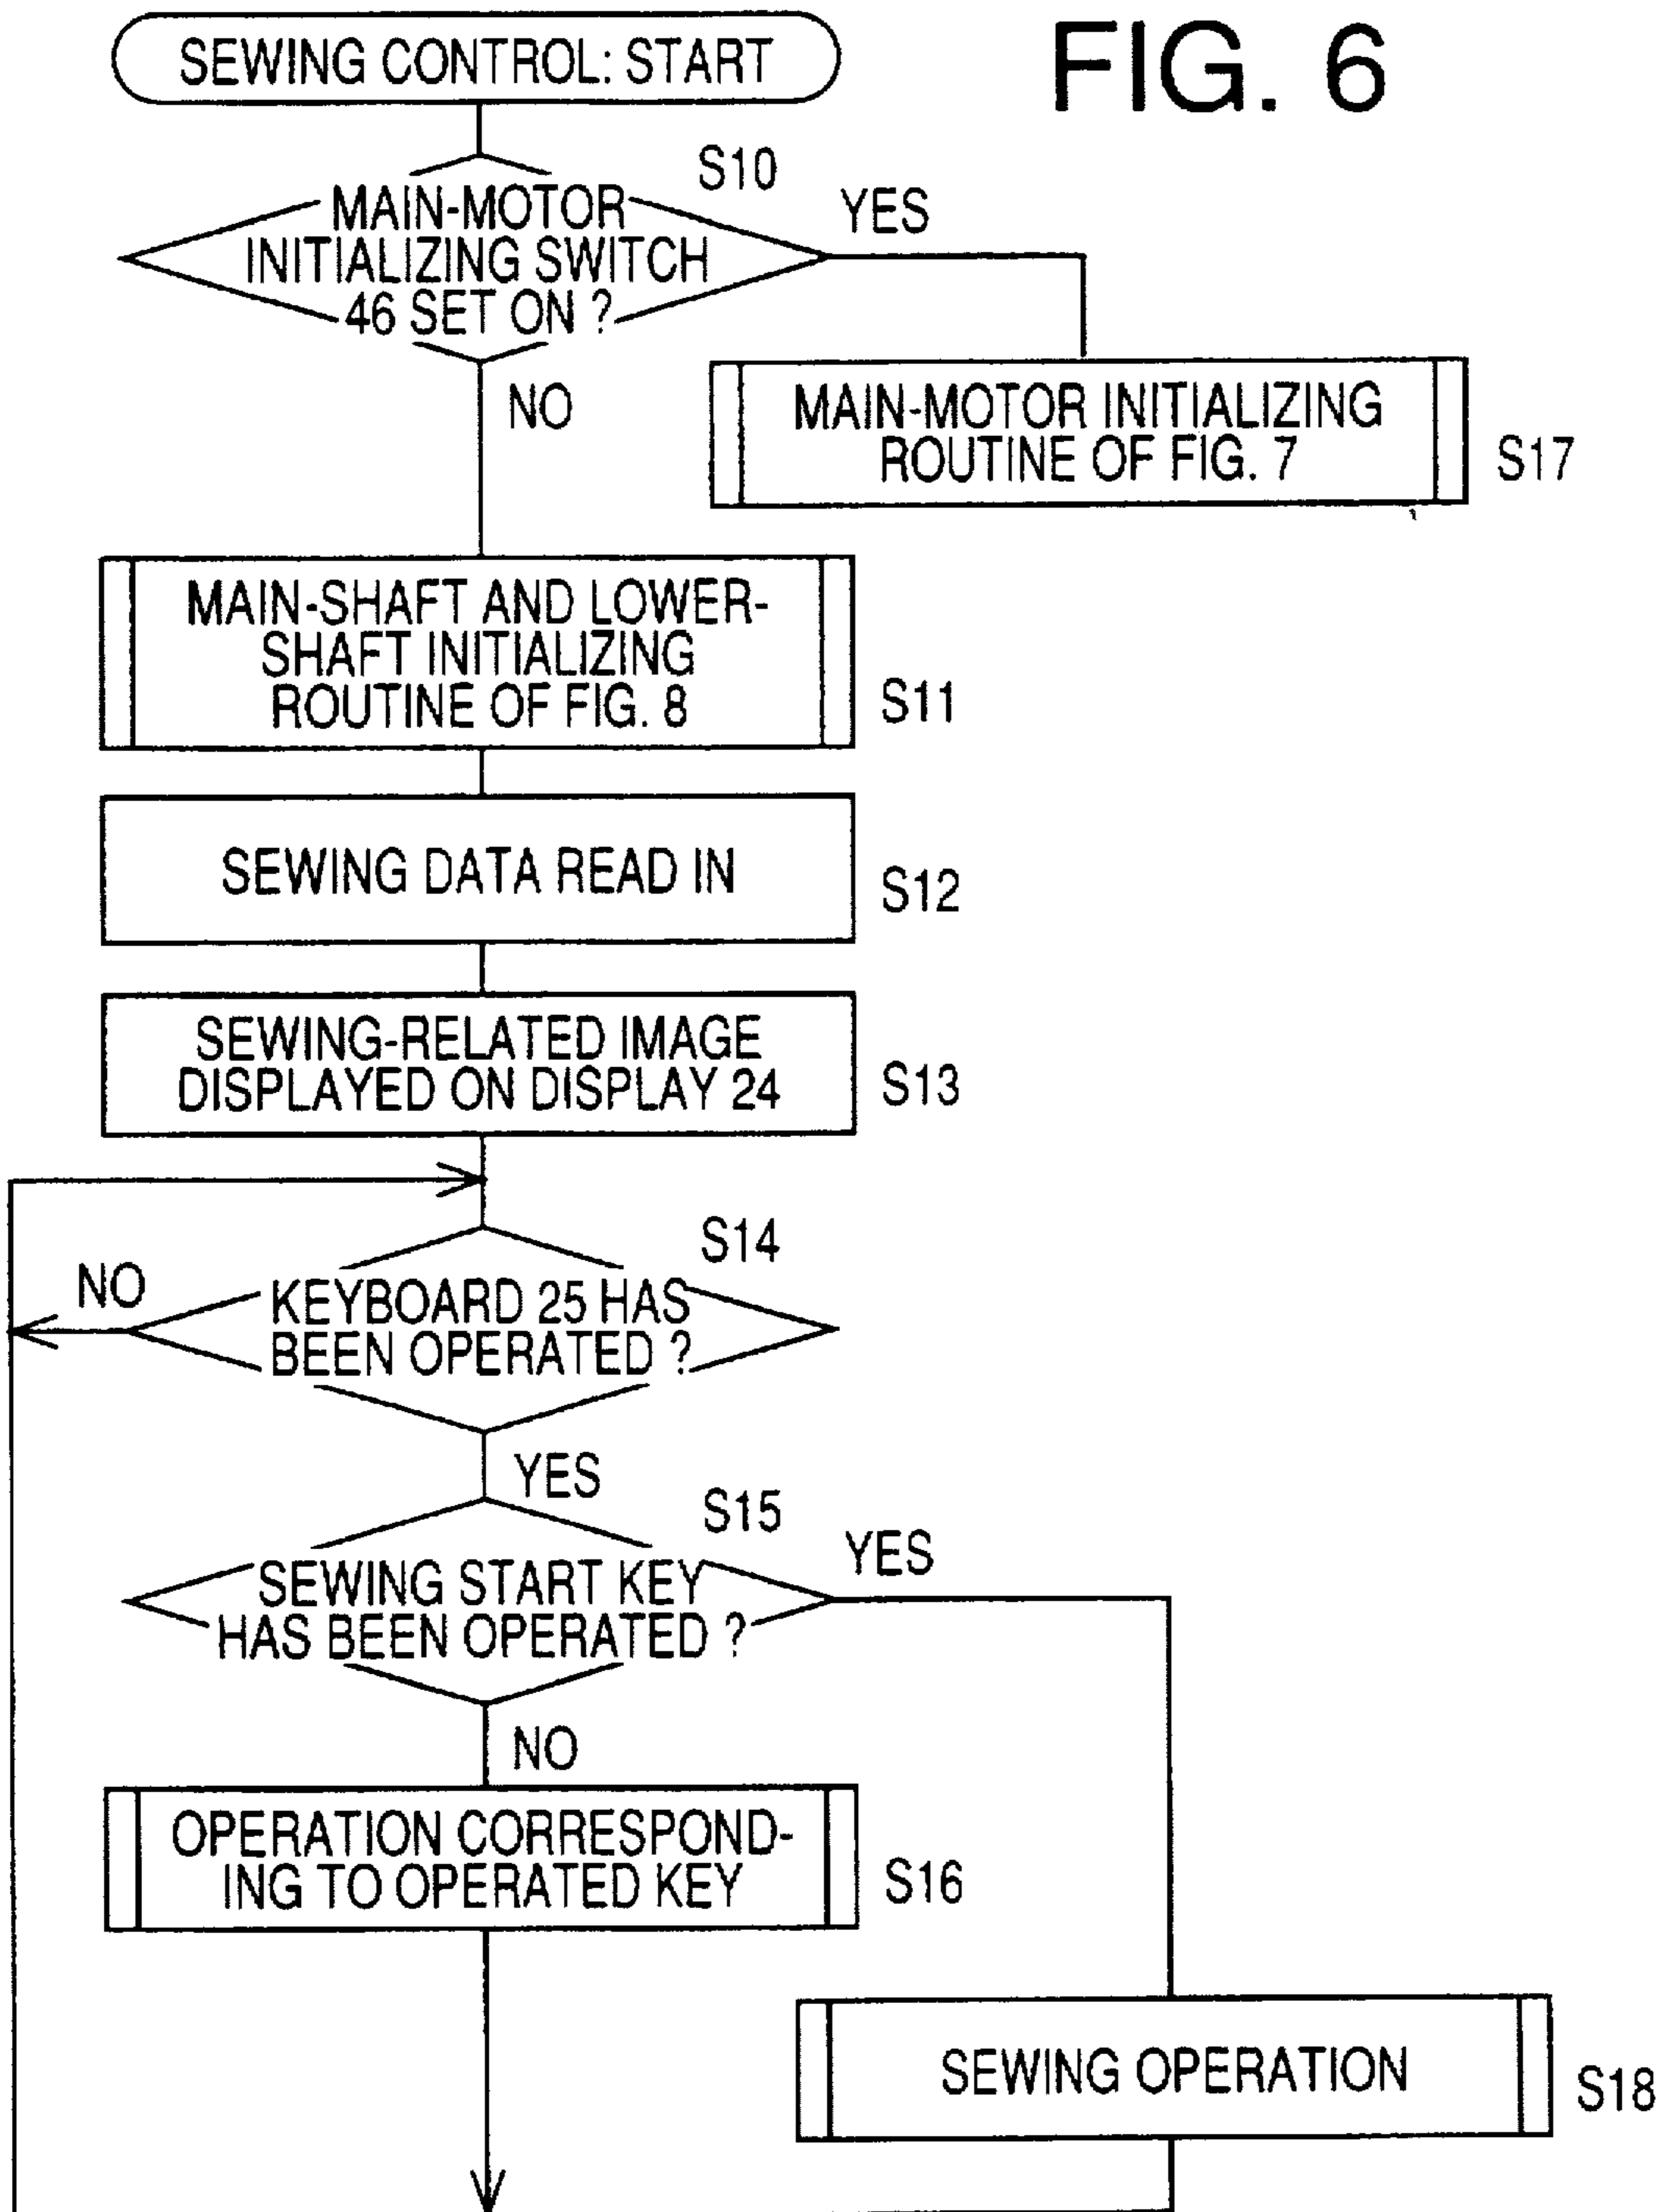 FIG. 6
SEWING CONTROL: START
S10
MAIN-MOTOR
INITIALIZING SWITCH
46 SET ON ?
YES
NO
MAIN-MOTOR INITIALIZING
ROUTINE OF FIG. 7
S17
MAIN-SHAFT AND LOWER-
SHAFT INITIALIZING
ROUTINE OF FIG. 8
S11
SEWING DATA READ IN
S12
SEWING-RELATED IMAGE
DISPLAYED ON DISPLAY 24
S13
S14
NO
KEYBOARD 25 HAS
BEEN OPERATED ?
YES
S15
SEWING START KEY
HAS BEEN OPERATED ?
YES
NO
OPERATION CORRESPOND-
ING TO OPERATED KEY
S16
SEWING OPERATION
S18